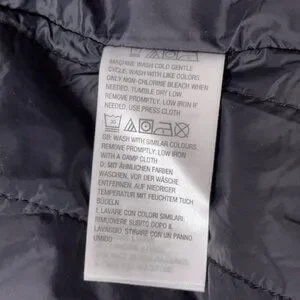 MACHINE WASH COLD GENTLE
CYCLE, WASH WITH LIKE COLORS.
ONLY NON-CHLORINE BLEACH WHEN
NEEDED. TUMBLE DRY LOW
REMOVE PROMPTLY. LOW IRON IF
NEEDED. USE PRESS CLOTH
30
GB: WASH WITH SIMILAR COLOURS.
REMOVE PROMPTLY. LOW IRON
WITH A DAMP CLOTH
D: MIT ÄHNLICHEN FARBEN
WASCHEN, VOR DER WÄSCHE
ENTFALTEN, AUF NIEDRIGER
TEMPERATUR MIT FEUCHTEM TUCH
BÜGELN
I: LAVARE CON COLORI SIMILARI,
RIMUOVERE SUBITO DOPO IL
LAVAGGIO, STIRARE CON UN PANNO
UMIDO